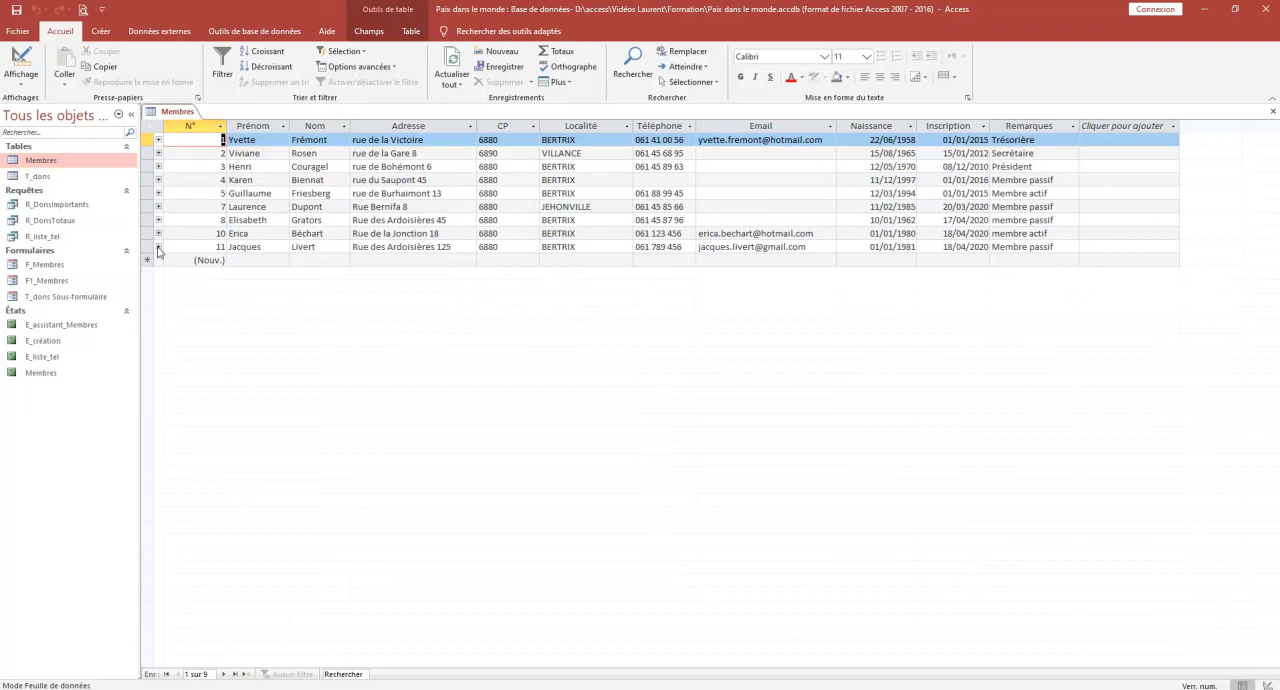 Outils de table
Paix dans le monde : Base de données- D:\access\Vidéos Laurent\Formation\Paix dans le monde.accdb (format de fichier Access 2007 - 2016) - Access
Connexion
Fichier Accueil Créer Données externes Outils de base de données Aide Champs Table Rechercher des outils adaptés
Affichage
Affichages
Coller
Couper
Copier
Reproduire la mise en forme
Presse-papiers
Filtrer
Croissant
Décroissant
Supprimer un tri
Sélection
Options avancées
Activer/désactiver le filtre
Trier et filtrer
Actualiser
tout
Nouveau
Enregistrer
Supprimer
Totaux
Orthographe
Plus
Enregistrements
Rechercher
Remplacer
Atteindre
Sélectionner
Rechercher
Calibri 11
G I S A
Mise en forme du texte
Tous les objets ...
Rechercher...
Tables
Membres
T_dons
Requêtes
R_DonsImportants
R_DonsTotaux
R_liste_tel
Formulaires
F_Membres
F1_Membres
T_dons Sous-formulaire
États
E_assistant_Membres
E_création
E_liste_tel
Membres
Membres
N° Prénom Nom Adresse CP Localité Téléphone Email Naissance Inscription Remarques Cliquer pour ajouter
1 Yvette Frémont rue de la Victoire 6880 BERTRIX 061 41 00 56 yvette.fremont@hotmail.com 22/06/1958 01/01/2015 Trésorière
2 Viviane Rosen rue de la Gare 8 6890 VILLANCE 061 45 68 95 15/08/1965 15/01/2012 Secrétaire
3 Henri Couragel rue de Bohémont 6 6880 BERTRIX 061 45 89 63 12/05/1970 08/12/2010 Président
4 Karen Biennat rue du Saupont 45 6880 BERTRIX 11/12/1997 01/01/2016 Membre passif
5 Guillaume Friesberg rue de Burhaimont 13 6880 BERTRIX 061 88 99 45 12/03/1994 01/01/2015 Membre actif
7 Laurence Dupont Rue Bernifa 8 6880 JEHONVILLE 061 45 85 66 11/02/1985 20/03/2020 Membre passif
8 Elisabeth Grators Rue des Ardoisières 45 6880 BERTRIX 061 45 87 96 10/01/1962 17/04/2020 membre passif
10 Erica Béchart Rue de la Jonction 18 6880 BERTRIX 061 123 456 erica.bechart@hotmail.com 01/01/1980 18/04/2020 membre actif
11 Jacques Livert Rue des Ardoisières 125 6880 BERTRIX 061 789 456 jacques.livert@gmail.com 01/01/1981 18/04/2020 Membre passif
(Nouv.)
Enr : 1 sur 9 Aucun filtre Rechercher
Mode Feuille de données
Verr. num.